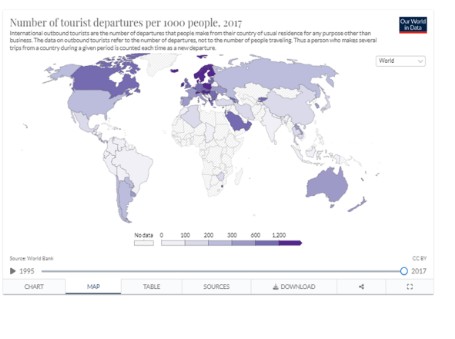 Number of tourist departures per 1000 people, 2017
Our World
in Data
International outbound tourists are the number of departures that people make from their country of usual residence for any purpose other than
business. The data on outbound tourists refer to the number of departures, not to the number of people traveling. Thus a person who makes several
trips from a country during a given period is counted each time as a new departure.
World
No data 0 100 200 300 600 1,200
Source: World Bank
CC BY
1995
2017
CHART
MAP
TABLE
SOURCES
DOWNLOAD